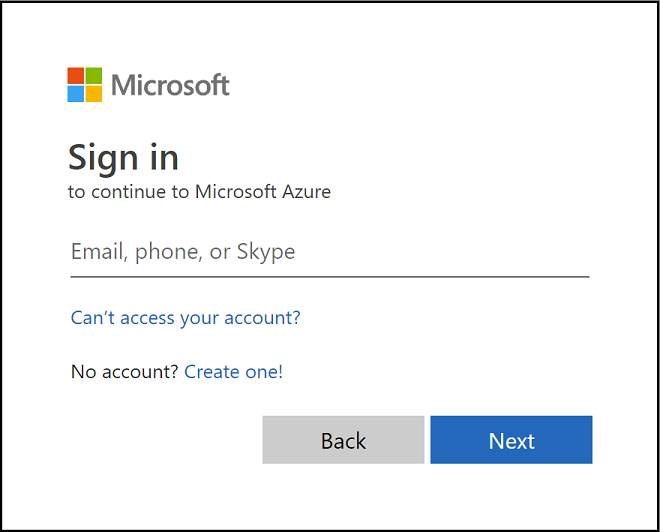 Microsoft
Sign in
to continue to Microsoft Azure
Email, phone, or Skype
Can’t access your account?
No account? Create one!
Back Next